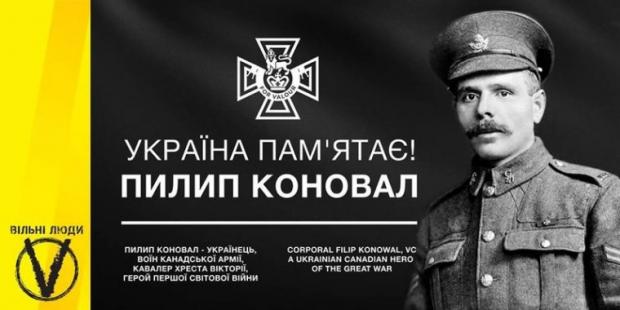 FOR VALOUR
УКРАЇНА ПАМ'ЯТАЄ!
ПИЛИП КОНОВАЛ
ВІЛЬНІ ЛЮДИ
V
ПИЛИП КОНОВАЛ - УКРАЇНЕЦЬ,
ВОЇН КАНАДСЬКОЇ АРМІЇ,
КАВАЛЕР ХРЕСТА ВІКТОРІЇ,
ГЕРОЙ ПЕРШОЇ СВІТОВОЇ ВІЙНИ
CORPORAL FILIP KONOWAL, VC
A UKRAINIAN CANADIAN HERO
OF THE GREAT WAR